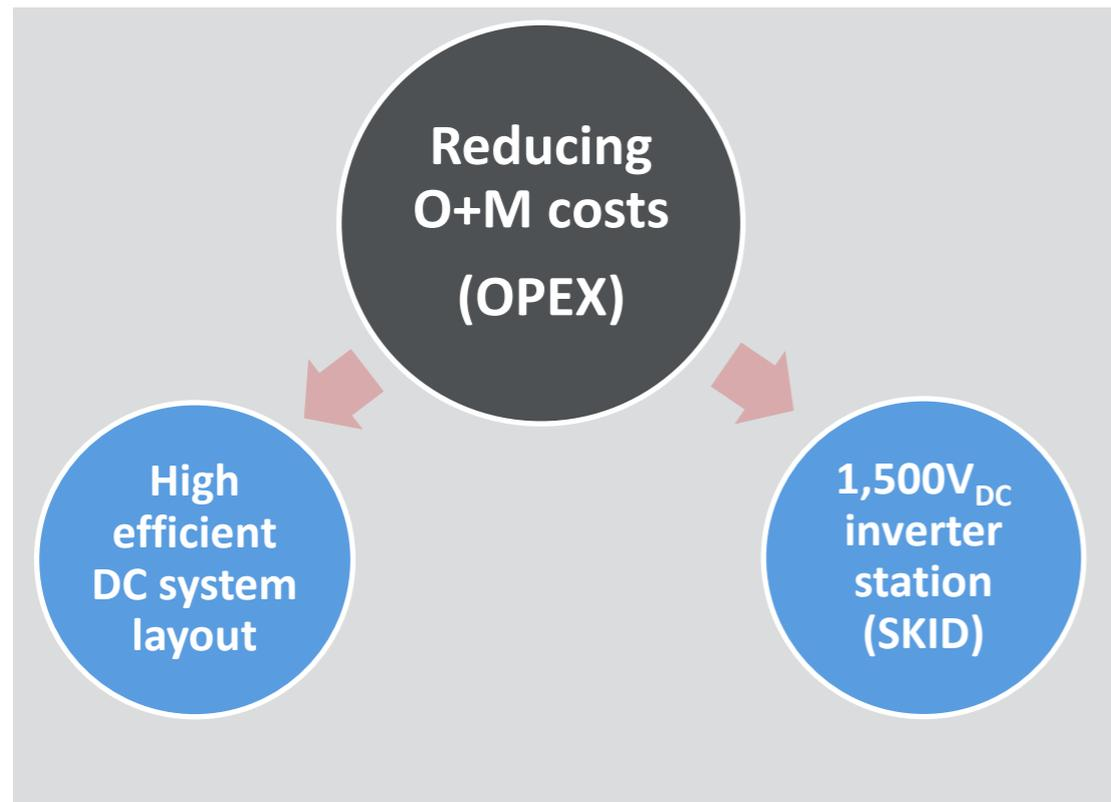 Reducing
O+M costs
(OPEX)
High
efficient
DC system
layout
1,500VDC
inverter
station
(SKID)